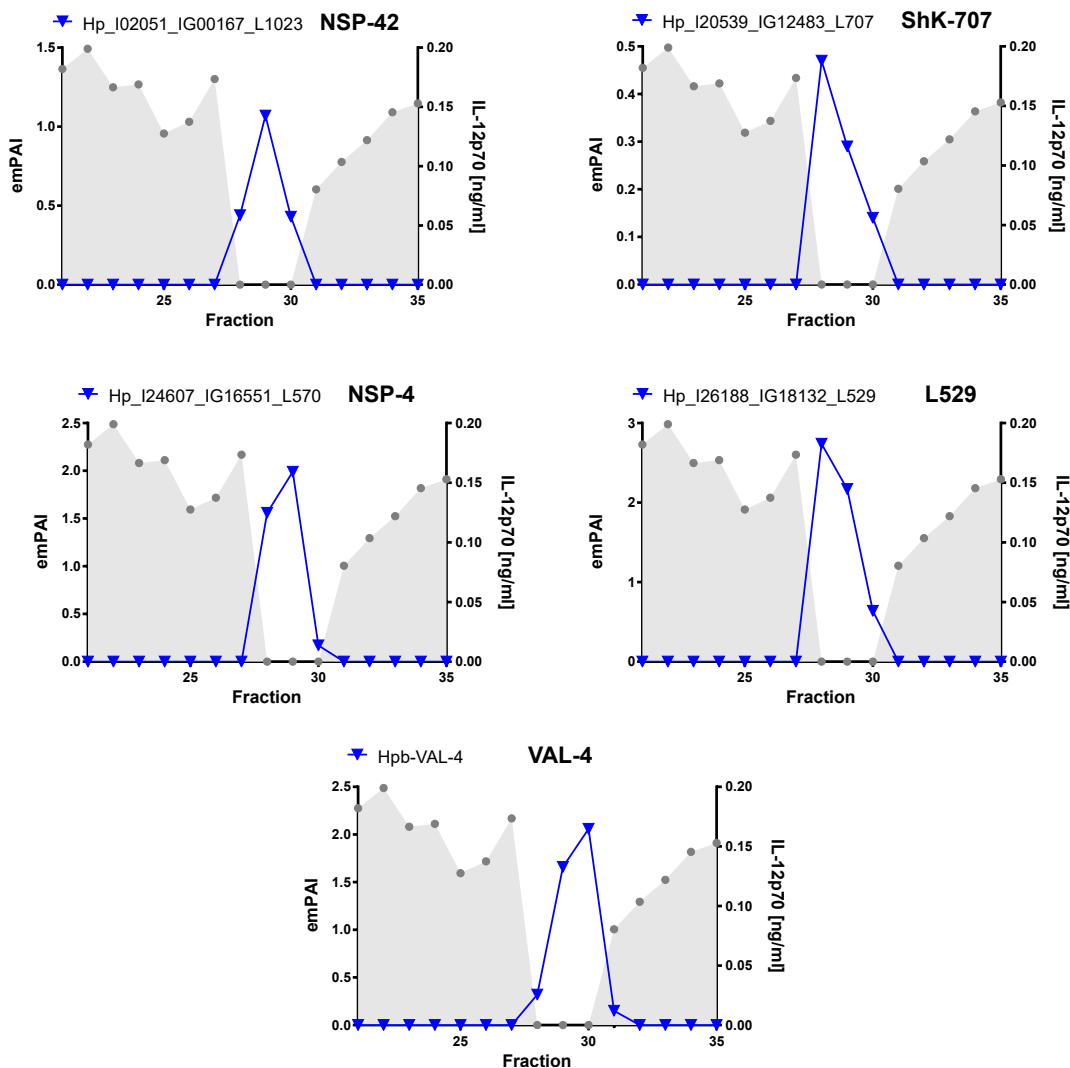 Hp_I02051_IG00167_L1023 NSP-42
1.5
1.0
0.5
0.0
emPAI
0.20
0.15
0.10
0.05
0.00
IL-12p70 [ng/ml]
25 30 35
Fraction
Hp_I20539_IG12483_L707 ShK-707
0.5
0.4
0.3
0.2
0.1
0.0
emPAI
0.20
0.15
0.10
0.05
0.00
IL-12p70 [ng/ml]
25 30 35
Fraction
Hp_I24607_IG16551_L570 NSP-4
2.5
2.0
1.5
1.0
0.5
0.0
emPAI
0.20
0.15
0.10
0.05
0.00
IL-12p70 [ng/ml]
25 30 35
Fraction
Hp_I26188_IG18132_L529 L529
3
2
1
0
emPAI
0.20
0.15
0.10
0.05
0.00
IL-12p70 [ng/ml]
25 30 35
Fraction
Hpb-VAL-4 VAL-4
2.5
2.0
1.5
1.0
0.5
0.0
emPAI
0.20
0.15
0.10
0.05
0.00
IL-12p70 [ng/ml]
25 30 35
Fraction